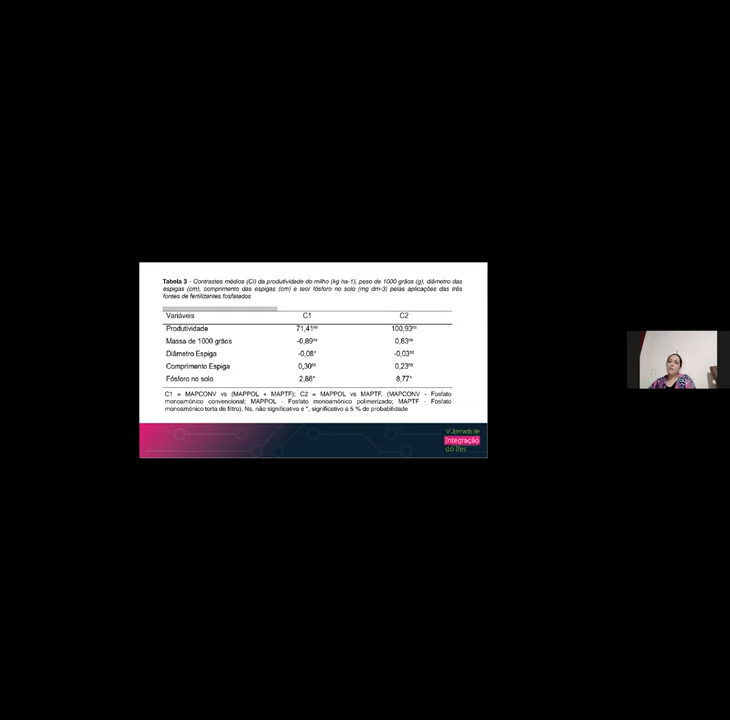 Tabela 3 - Contrastes médios (Ci) da produtividade do milho (kg ha-1), peso de 1000 grãos (g), diâmetro das
espigas (cm), comprimento das espigas (cm) e teor fósforo no solo (mg dm-3) pelas aplicações das três
fontes de fertilizantes fosfatados
Variáveis C1 C2
Produtividade 71,41ns 100,93ns
Massa de 1000 grãos -0,89ns 0,83ns
Diâmetro Espiga -0,08* -0,03ns
Comprimento Espiga 0,30ns 0,23ns
Fósforo no solo 2,86* 8,77*
C1 = MAPCONV vs (MAPPOL + MAPTF); C2 = MAPPOL vs MAPTF. (MAPCONV - Fosfato
monoamônico convencional; MAPPOL - Fosfato monoamônico polimerizado; MAPTF - Fosfato
monoamônico torta de filtro). Ns, não significativo e *, significativo a 5 % de probabilidade
V Jornada de
Integração
do Ifes